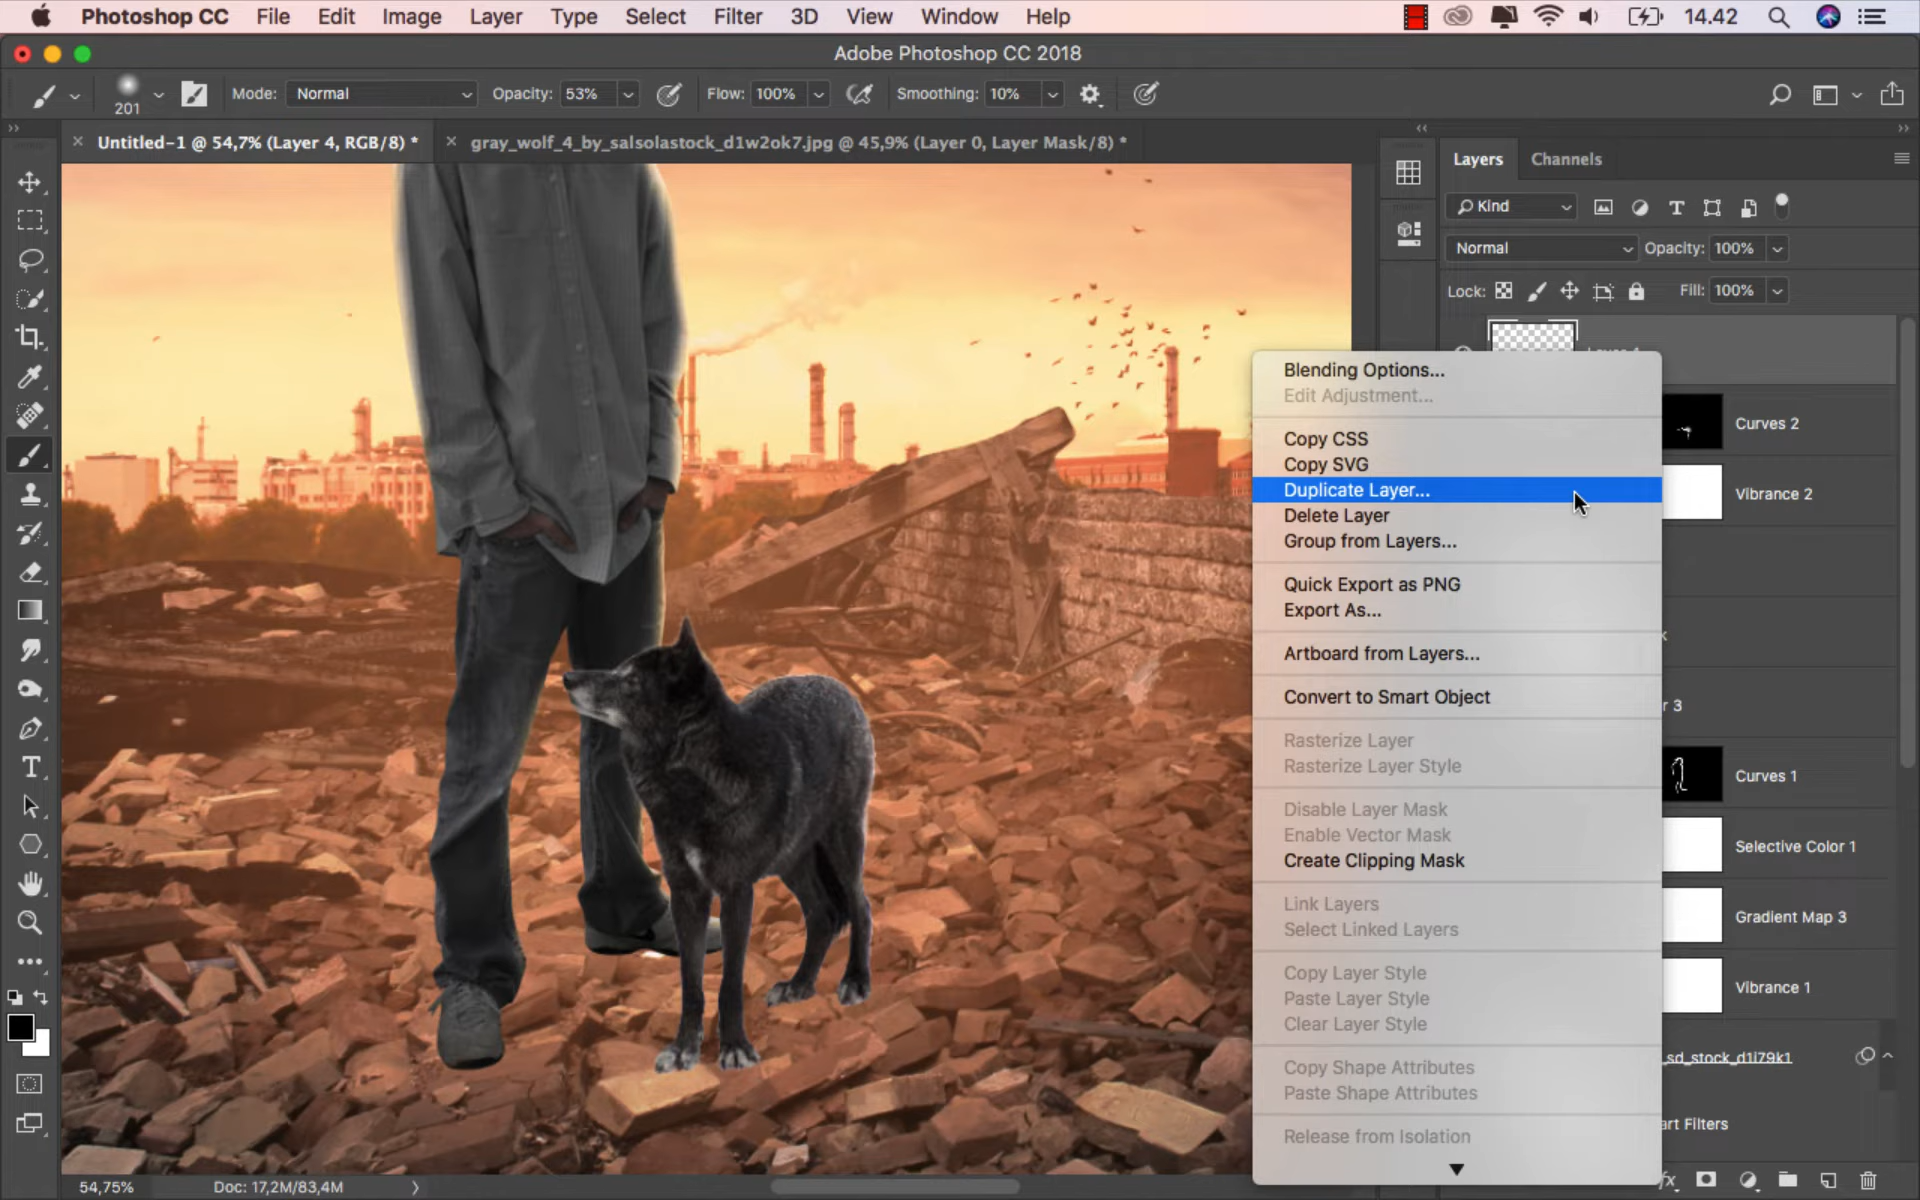 Photoshop CC File Edit Image Layer Type Select Filter 3D View Window Help 14.42
Adobe Photoshop CC 2018
201 Mode: Normal Opacity: 53% Flow: 100% Smoothing: 10%
Untitled-1 @ 54,7% (Layer 4, RGB/8) * gray_wolf_4_by_salsolastock_d1w2ok7.jpg @ 45,9% (Layer 0, Layer Mask/8) *
Layers Channels
Kind
Normal Opacity: 100%
Lock: Fill: 100%
Blending Options...
Edit Adjustment...
Copy CSS
Copy SVG
Duplicate Layer...
Delete Layer
Group from Layers...
Quick Export as PNG
Export As...
Artboard from Layers...
Convert to Smart Object
Rasterize Layer
Rasterize Layer Style
Disable Layer Mask
Enable Vector Mask
Create Clipping Mask
Link Layers
Select Linked Layers
Copy Layer Style
Paste Layer Style
Clear Layer Style
Copy Shape Attributes
Paste Shape Attributes
Release from Isolation
Curves 2
Vibrance 2
k
r 3
Curves 1
Selective Color 1
Gradient Map 3
Vibrance 1
_sd_stock_d1i79k1
art Filters
fx
54,75% Doc: 17,2M/83,4M